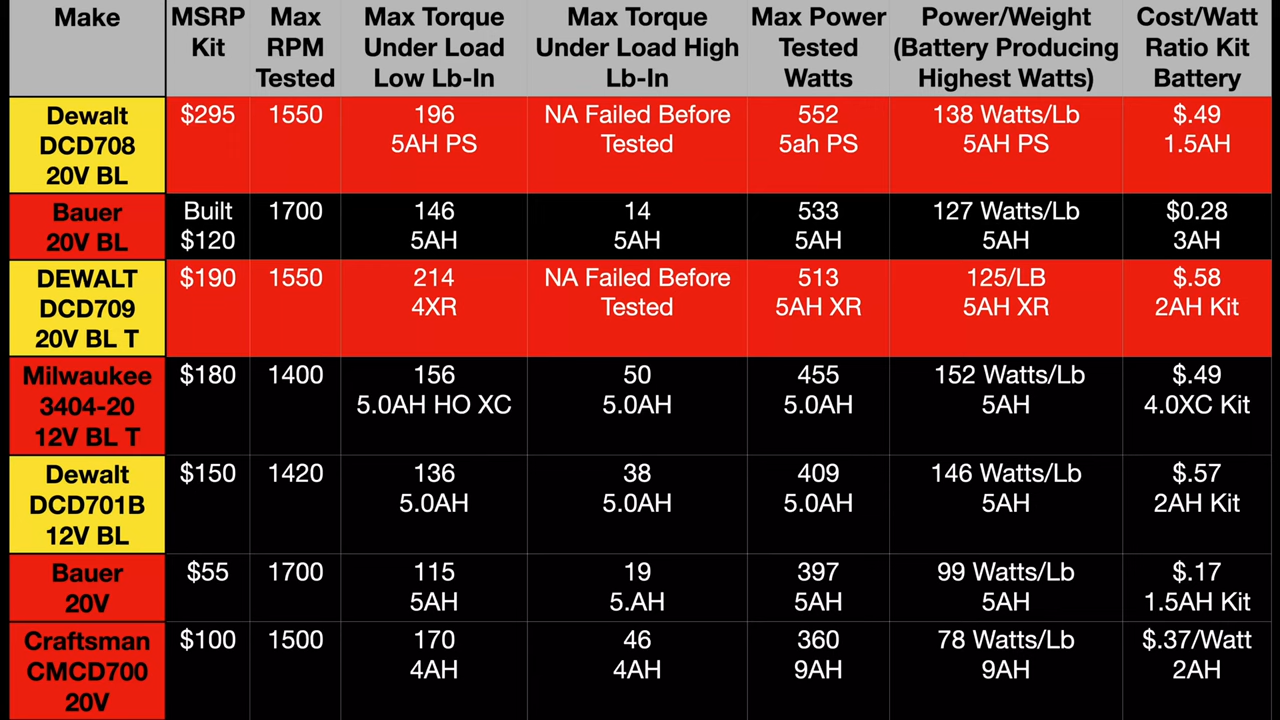 Make
MSRP Kit
Max RPM Tested
Max Torque Under Load Low Lb-In
Max Torque Under Load High Lb-In
Max Power Tested Watts
Power/Weight (Battery Producing Highest Watts)
Cost/Watt Ratio Kit Battery
Dewalt DCD708 20V BL
$295
1550
196 5AH PS
NA Failed Before Tested
552 5ah PS
138 Watts/Lb 5AH PS
$.49 1.5AH
Bauer 20V BL
Built $120
1700
146 5AH
14 5AH
533 5AH
127 Watts/Lb 5AH
$0.28 3AH
DEWALT DCD709 20V BL T
$190
1550
214 4XR
NA Failed Before Tested
513 5AH XR
125/LB 5AH XR
$.58 2AH Kit
Milwaukee 3404-20 12V BL T
$180
1400
156 5.0AH HO XC
50 5.0AH
455 5.0AH
152 Watts/Lb 5AH
$.49 4.0XC Kit
Dewalt DCD701B 12V BL
$150
1420
136 5.0AH
38 5.0AH
409 5.0AH
146 Watts/Lb 5AH
$.57 2AH Kit
Bauer 20V
$55
1700
115 5AH
19 5.AH
397 5AH
99 Watts/Lb 5AH
$.17 1.5AH Kit
Craftsman CMCD700 20V
$100
1500
170 4AH
46 4AH
360 9AH
78 Watts/Lb 9AH
$.37/Watt 2AH